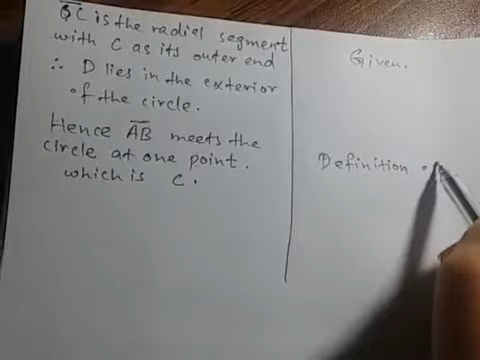 OC is the radial segment
with C as its outer end
∴ D lies in the exterior
of the circle.
Hence AB meets the
circle at one point.
which is C.
Given.
Definition o